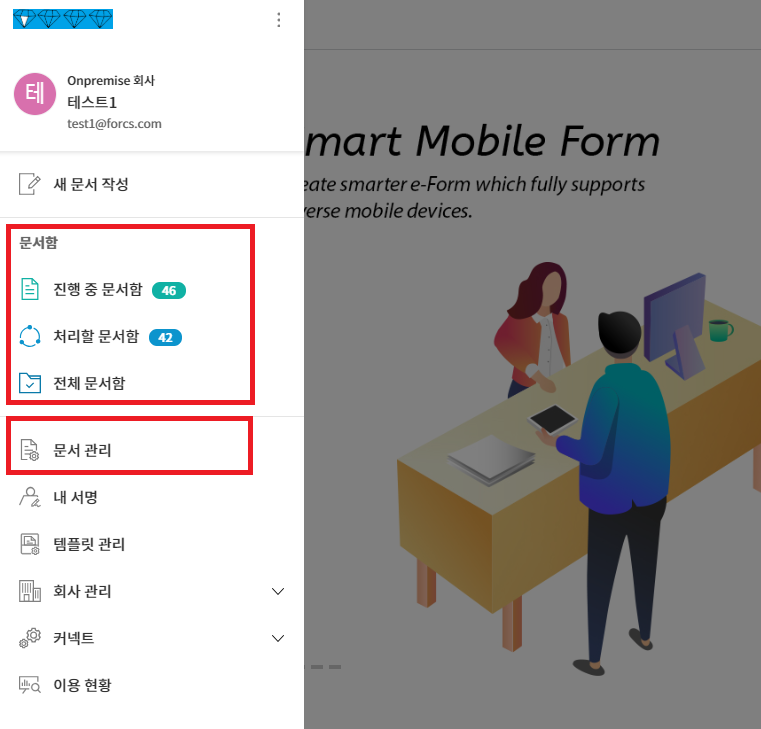 테
Onpremise 회사
테스트1
test1@forcs.com
새 문서 작성
문서함
진행 중 문서함 46
처리할 문서함 42
전체 문서함
문서 관리
내 서명
템플릿 관리
회사 관리
커넥트
이용 현황
mart Mobile Form
eate smarter e-Form which fully supports
verse mobile devices.